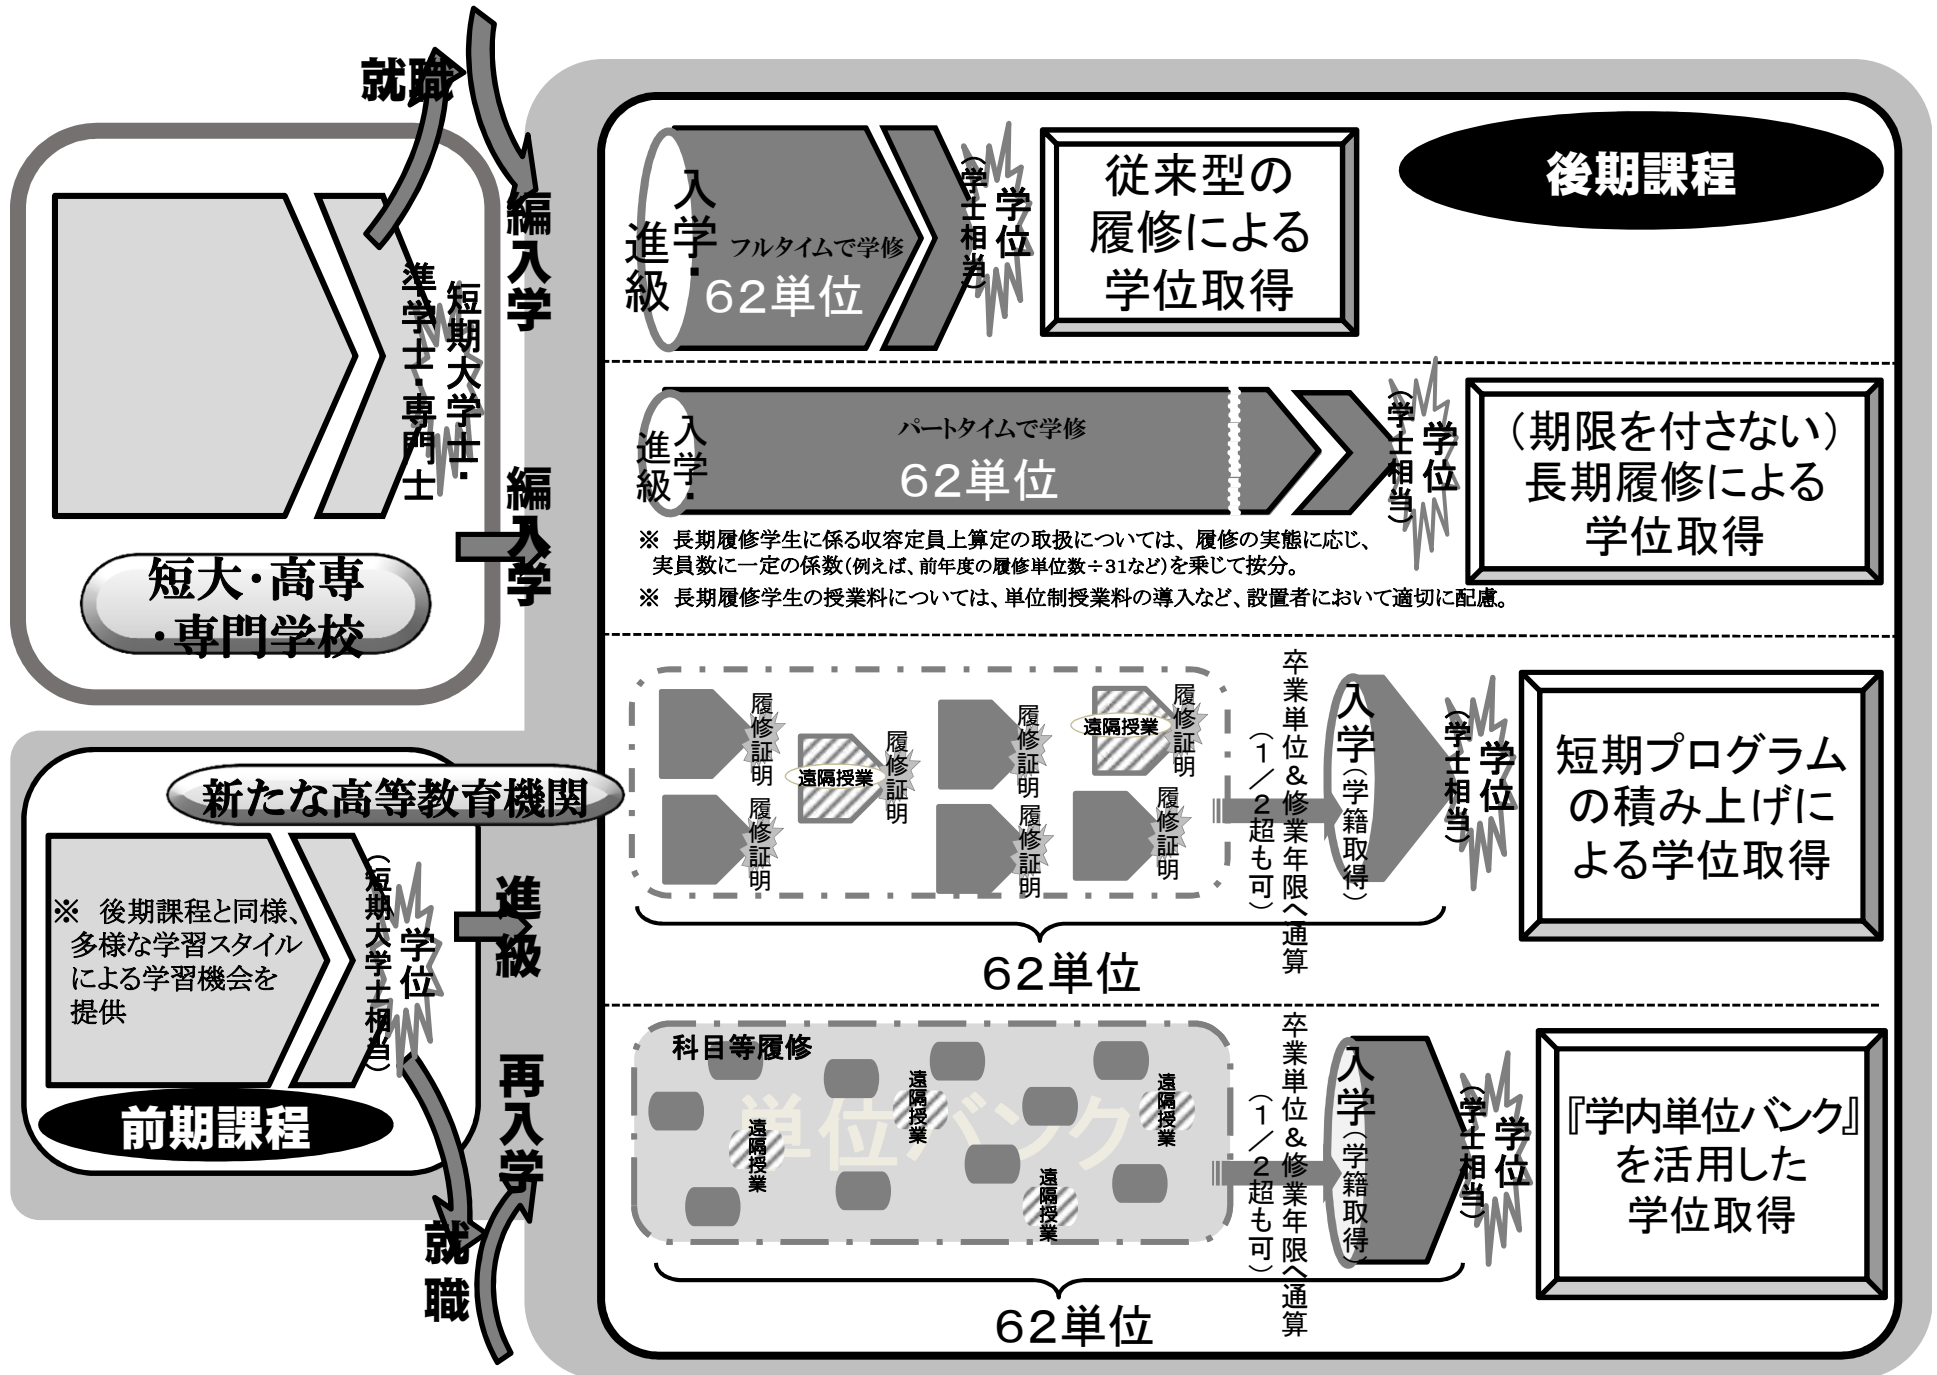 就職
編入学
準学士・専門士
短期大学士・
編入学
短大・高専
・専門学校
新たな高等教育機関
※　後期課程と同様、
多様な学習スタイル
による学習機会を
提供
学位
（短期大学士相当）
前期課程
進級
再入学
就職
後期課程
入学・
進級
フルタイムで学修
62単位
学位
（学士相当）
従来型の
履修による
学位取得
入学・
進級
パートタイムで学修
62単位
学位
（学士相当）
（期限を付さない）
長期履修による
学位取得
※　長期履修学生に係る収容定員上算定の取扱については、履修の実態に応じ、
実員数に一定の係数（例えば、前年度の履修単位数÷31など）を乗じて按分。
※　長期履修学生の授業料については、単位制授業料の導入など、設置者において適切に配慮。
履修証明
遠隔授業
履修証明
履修証明
遠隔授業
履修証明
履修証明
履修証明
履修証明
卒業単位＆修業年限へ通算
（1／2超も可）
入学（学籍取得）
学位
（学士相当）
短期プログラム
の積み上げに
よる学位取得
62単位
科目等履修
単位バンク
遠隔授業
遠隔授業
遠隔授業
遠隔授業
卒業単位＆修業年限へ通算
（1／2超も可）
入学（学籍取得）
学位
（学士相当）
『学内単位バンク』
を活用した
学位取得
62単位